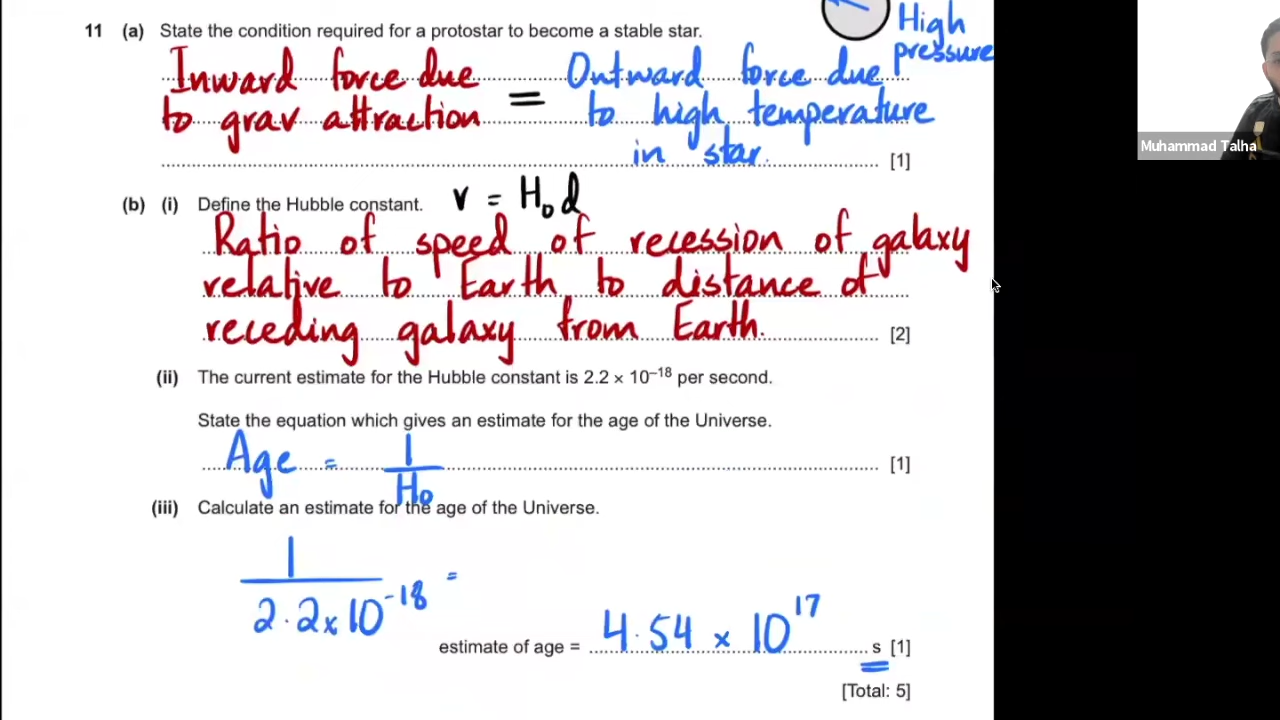 11 (a) State the condition required for a protostar to become a stable star.
High
pressure
Inward force due
to grav attraction
=
Outward force due
to high temperature
in star.
[1]
Muhammad Talha
(b) (i) Define the Hubble constant. v = H₀d
Ratio of speed of recession of galaxy
relative to Earth to distance of
receding galaxy from Earth. [2]
(ii) The current estimate for the Hubble constant is 2.2 × 10⁻¹⁸ per second.
State the equation which gives an estimate for the age of the Universe.
Age = 1/H₀ [1]
(iii) Calculate an estimate for the age of the Universe.
1/2.2×10⁻¹⁸ =
estimate of age = 4.54 × 10¹⁷ s [1]
[Total: 5]